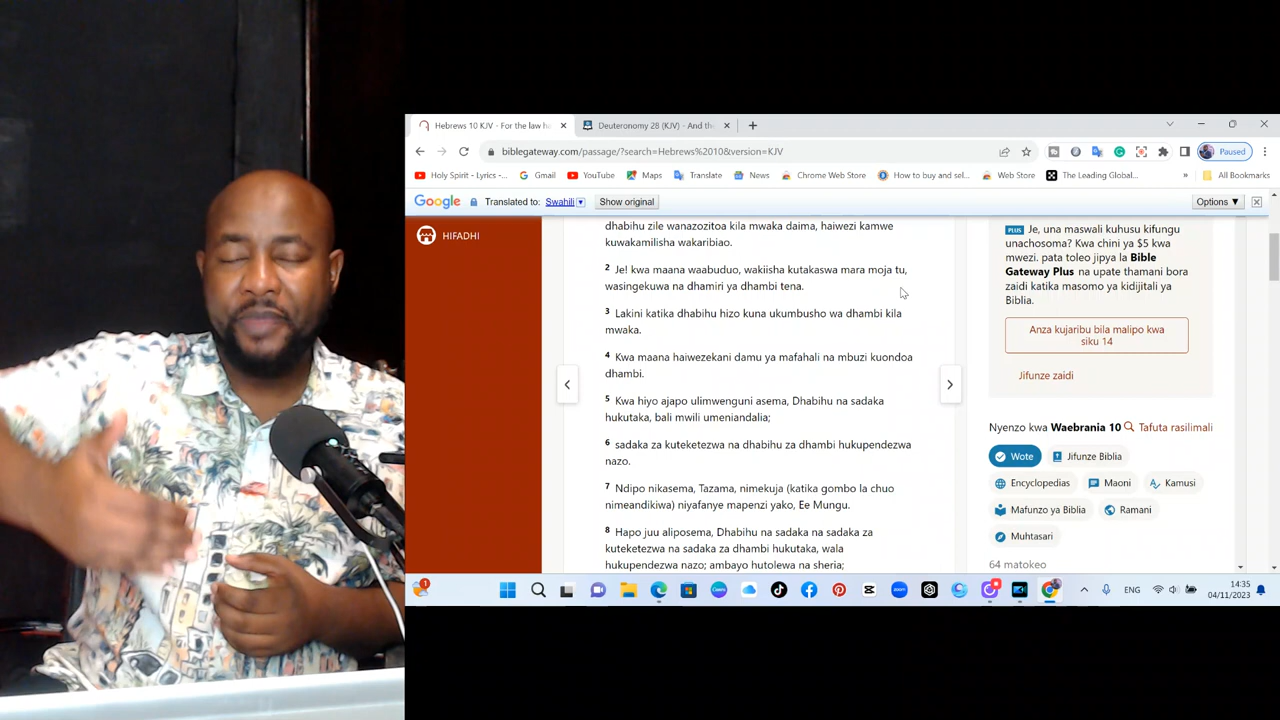 Hebrews 10 KJV - For the law ha
Deuteronomy 28 (KJV) - And the
biblegateway.com/passage/?search=Hebrews%2010&version=KJV
Paused
Holy Spirit - Lyrics -...
Gmail
YouTube
Maps
Translate
News
Chrome Web Store
How to buy and sel...
Web Store
The Leading Global...
»
All Bookmarks
Google
Translated to: Swahili
Show original
Options ▼
HIFADHI
dhabihu zile wanazozitoa kila mwaka daima, haiwezi kamwe
kuwakamilisha wakaribiao.
2 Je! kwa maana waabuduo, wakiisha kutakaswa mara moja tu,
wasingekuwa na dhamiri ya dhambi tena.
3 Lakini katika dhabihu hizo kuna ukumbusho wa dhambi kila
mwaka.
4 Kwa maana haiwezekani damu ya mafahali na mbuzi kuondoa
dhambi.
5 Kwa hiyo ajapo ulimwenguni asema, Dhabihu na sadaka
hukutaka, bali mwili umeniandalia;
6 sadaka za kuteketezwa na dhabihu za dhambi hukupendezwa
nazo.
7 Ndipo nikasema, Tazama, nimekuja (katika gombo la chuo
nimeandikiwa) niyafanye mapenzi yako, Ee Mungu.
8 Hapo juu aliposema, Dhabihu na sadaka na sadaka za
kuteketezwa na sadaka za dhambi hukutaka, wala
hukupendezwa nazo; ambayo hutolewa na sheria;
PLUS Je, una maswali kuhusu kifungu
unachosoma? Kwa chini ya $5 kwa
mwezi. pata toleo jipya la Bible
Gateway Plus na upate thamani bora
zaidi katika masomo ya kidijitali ya
Biblia.
Anza kujaribu bila malipo kwa
siku 14
Jifunze zaidi
Nyenzo kwa Waebrania 10 Tafuta rasilimali
Wote
Jifunze Biblia
Encyclopedias
Maoni
Kamusi
Mafunzo ya Biblia
Ramani
Muhtasari
64 matokeo
1
zoom
ENG
14:35
04/11/2023